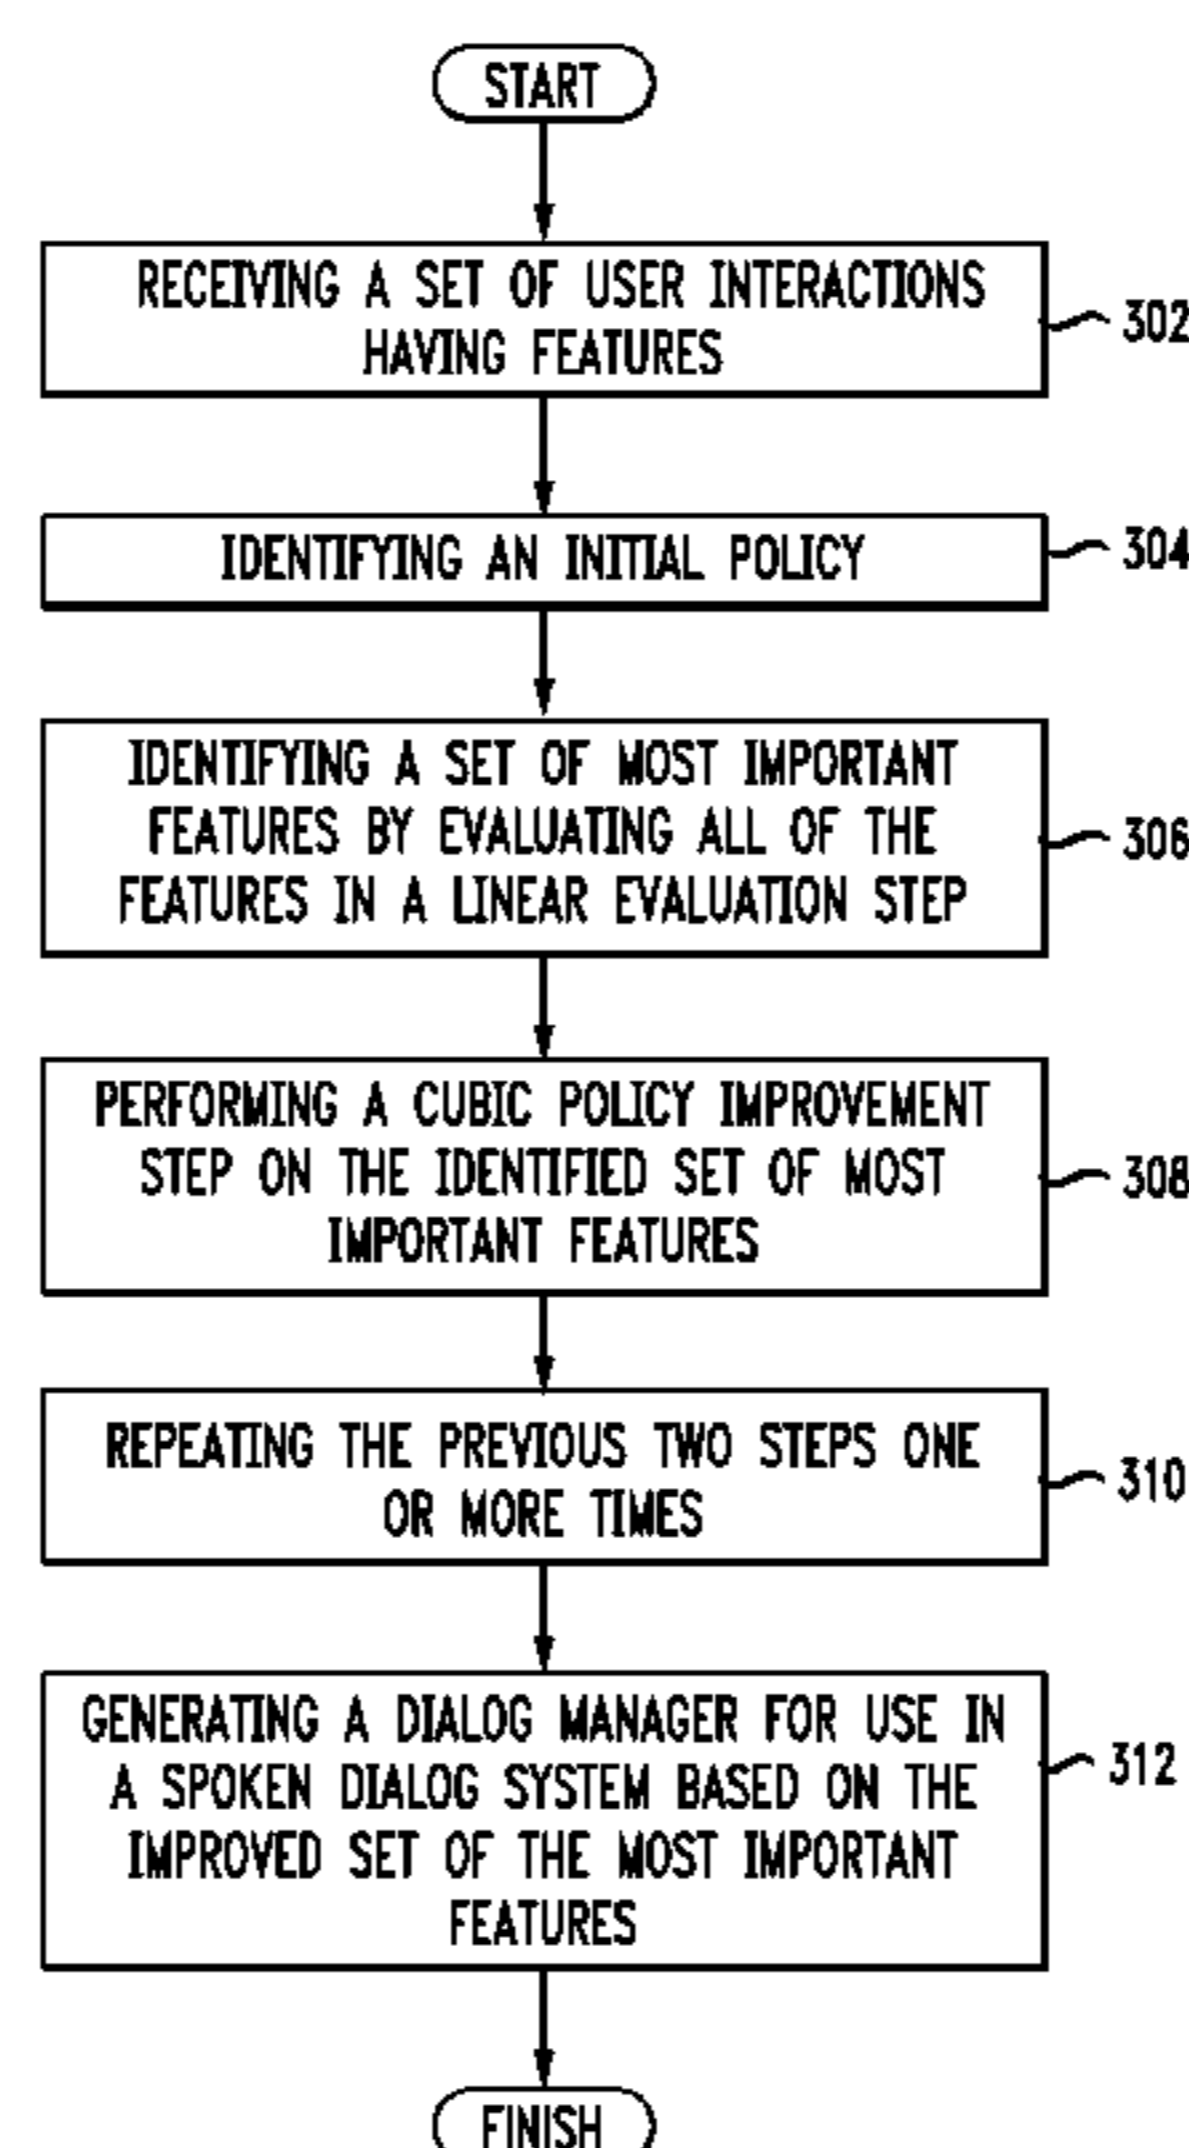 START
RECEIVING A SET OF USER INTERACTIONS
HAVING FEATURES
302
IDENTIFYING AN INITIAL POLICY
304
IDENTIFYING A SET OF MOST IMPORTANT
FEATURES BY EVALUATING ALL OF THE
FEATURES IN A LINEAR EVALUATION STEP
306
PERFORMING A CUBIC POLICY IMPROVEMENT
STEP ON THE IDENTIFIED SET OF MOST
IMPORTANT FEATURES
308
REPEATING THE PREVIOUS TWO STEPS ONE
OR MORE TIMES
310
GENERATING A DIALOG MANAGER FOR USE IN
A SPOKEN DIALOG SYSTEM BASED ON THE
IMPROVED SET OF THE MOST IMPORTANT
FEATURES
312
FINISH